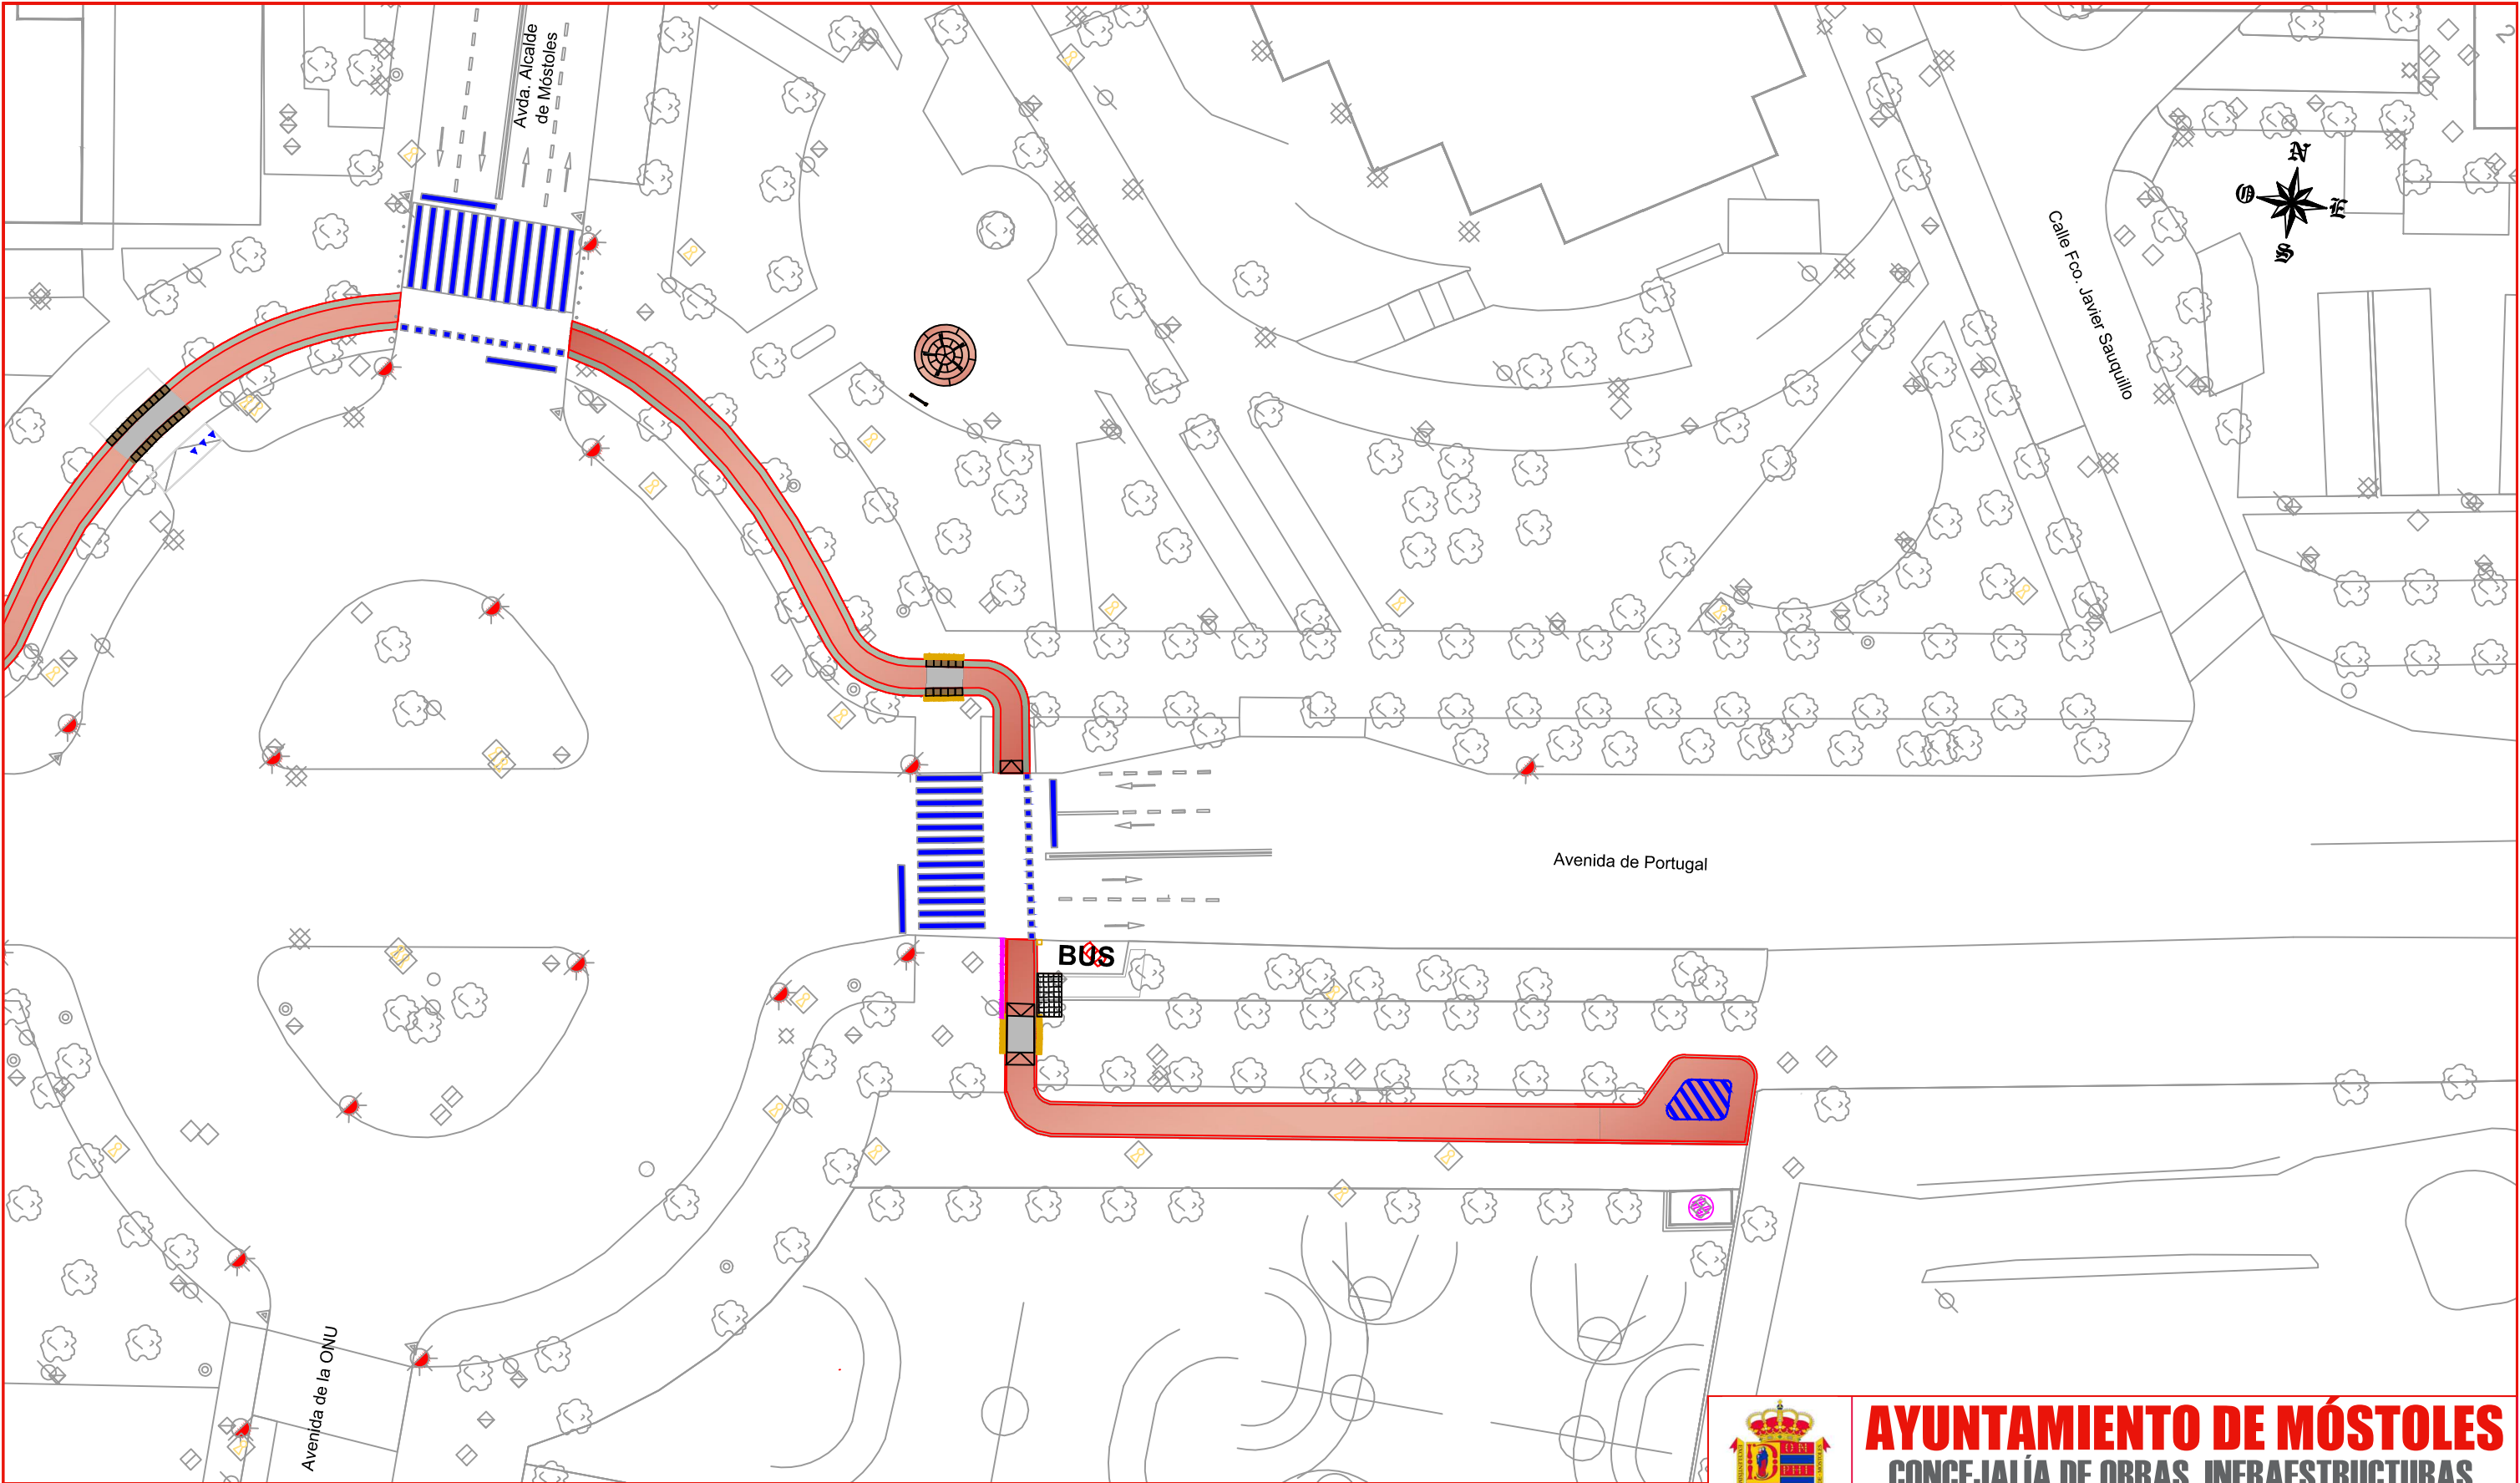 Avda. Alcalde
de Móstoles
N
O
E
S
Calle Fco. Javier Sauquillo
Avenida de Portugal
BUS
Avenida de la ONU
AYUNTAMIENTO DE MÓSTOLES
CONCEJALÍA DE OBRAS, INFRAESTRUCTURAS